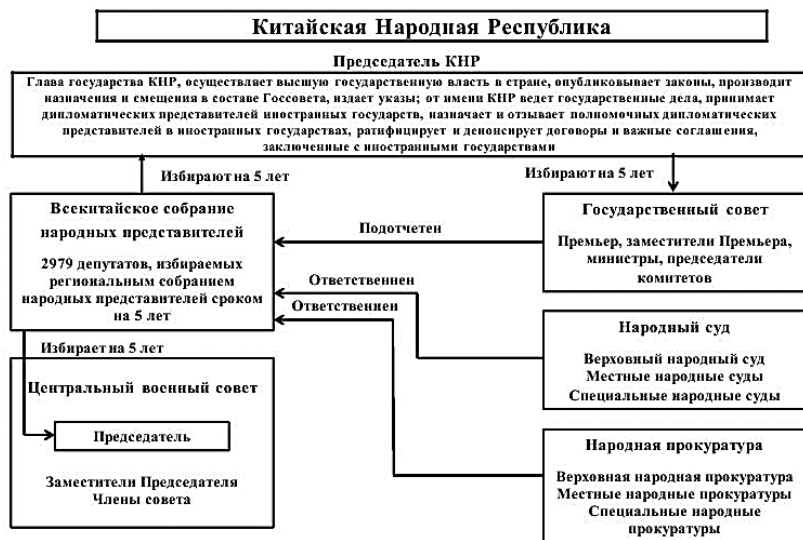 Китайская Народная Республика
Председатель КНР
Глава государства КНР, осуществляет высшую государственную власть в стране, опубликовывает законы, производит
назначения и смещения в составе Госсовета, издает указы; от имени КНР ведет государственные дела, принимает
дипломатических представителей иностранных государств, назначает и отзывает полномочных дипломатических
представителей в иностранных государствах, ратифицирует и денонсирует договоры и важные соглашения,
заключенные с иностранными государствами
Избирают на 5 лет
Избирают на 5 лет
Всекитайское собрание
народных представителей
2979 депутатов, избираемых
региональным собранием
народных представителей сроком
на 5 лет
Подотчетен
Ответственнен
Ответствениен
Государственный совет
Премьер, заместители Премьера,
министры, председатели
комитетов
Народный суд
Верховный народный суд
Местные народные суды
Специальные народные суды
Избирает на 5 лет
Центральный военный совет
Председатель
Заместители Председателя
Члены совета
Народная прокуратура
Верховная народная прокуратура
Местные народные прокуратуры
Специальные народные
прокуратуры